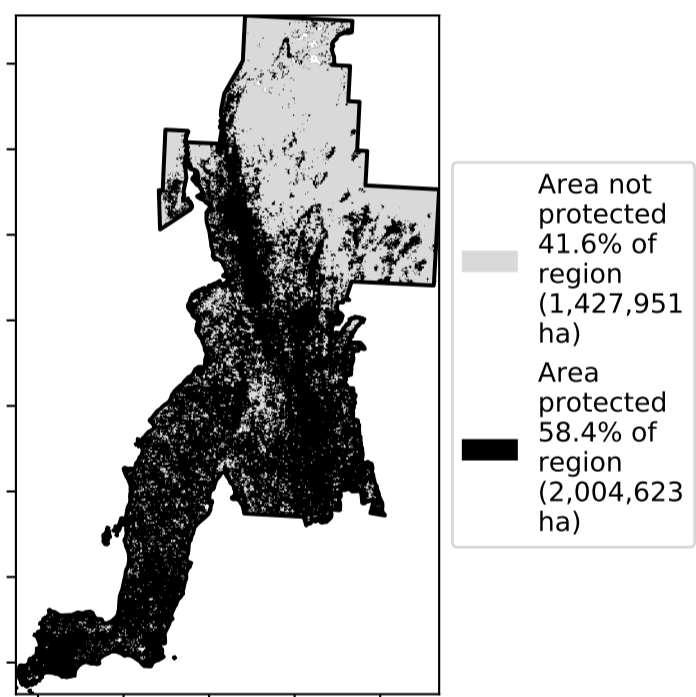 Area not
protected
41.6% of
region
(1,427,951
ha)
Area
protected
58.4% of
region
(2,004,623
ha)